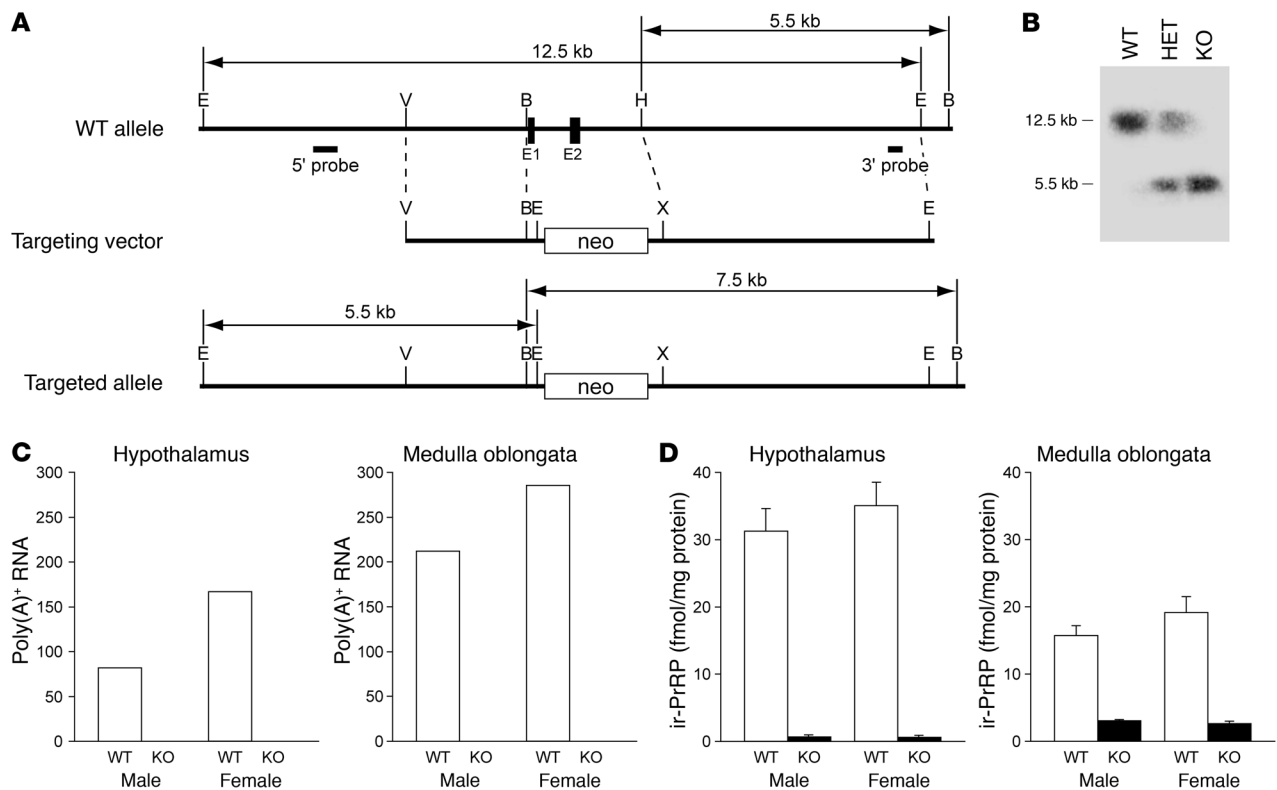 A
5.5 kb
12.5 kb
E V B H E B
WT allele
E1 E2
5' probe 3' probe
V B E X E
Targeting vector
neo
7.5 kb
5.5 kb
E V B E X E B
Targeted allele
neo
B
WT HET KO
12.5 kb
5.5 kb
C
Hypothalamus
Poly(A)+ RNA
300
250
200
150
100
50
0
WT KO WT KO
Male Female
Medulla oblongata
Poly(A)+ RNA
300
250
200
150
100
50
0
WT KO WT KO
Male Female
D
Hypothalamus
ir-PrRP (fmol/mg protein)
40
30
20
10
0
WT KO WT KO
Male Female
Medulla oblongata
ir-PrRP (fmol/mg protein)
40
30
20
10
0
WT KO WT KO
Male Female